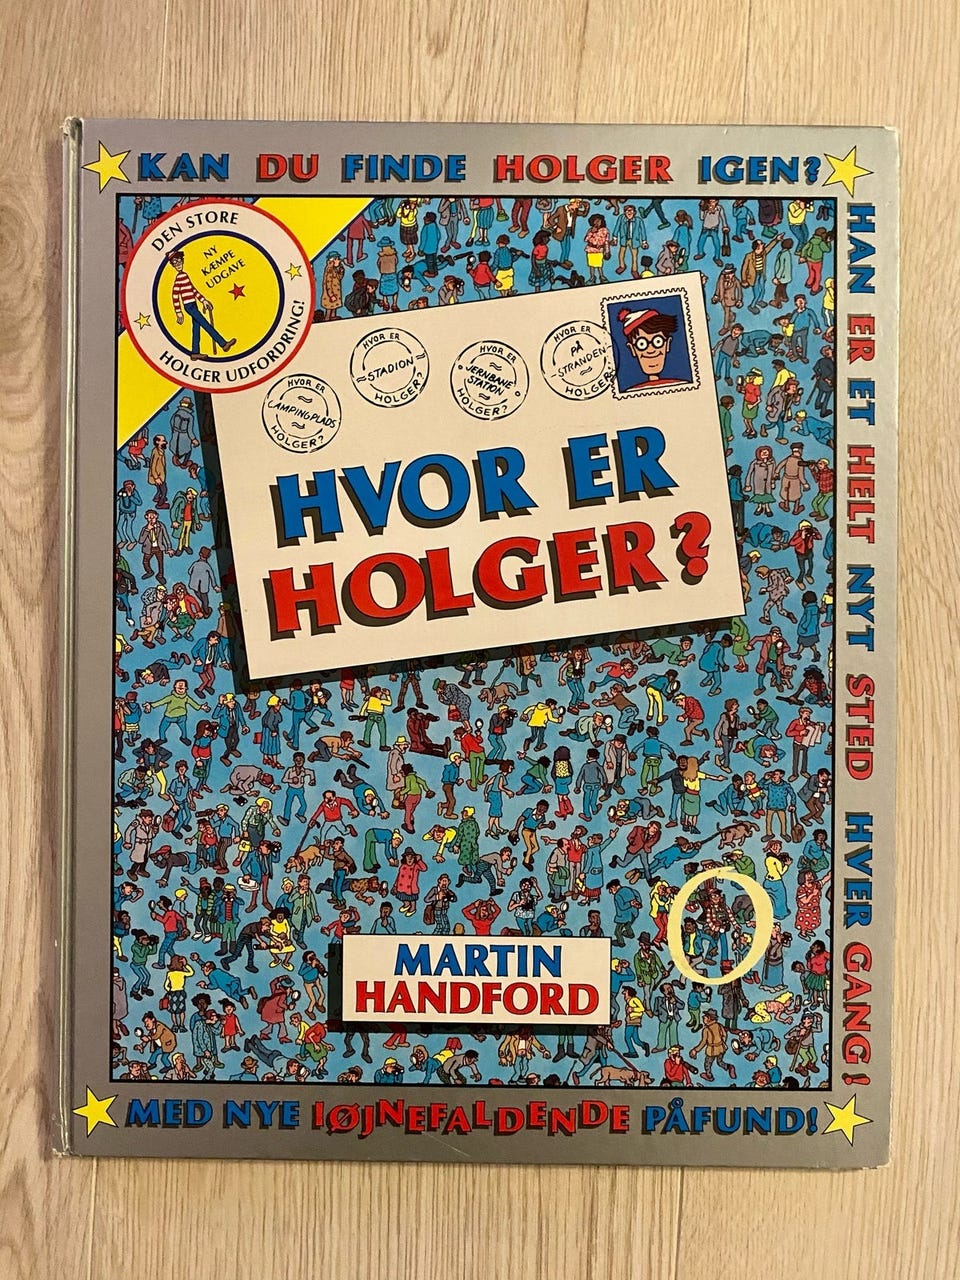 KAN DU FINDE HOLGER IGEN?
HAN ER ET HELT NYT STED HVER GANG!
DEN STORE
NY
KÆMPE
UDGAVE
HOLGER UDFORDRING!
HVOR ER
CAMPINGPLADS
HOLGER?
HVOR ER
STADION
HOLGER?
HVOR ER
JERNBANE
STATION
HOLGER?
HVOR ER
PÅ
STRANDEN
HOLGER?
HVOR ER
HOLGER?
MARTIN
HANDFORD
MED NYE IØJNEFALDENDE PÅFUND!